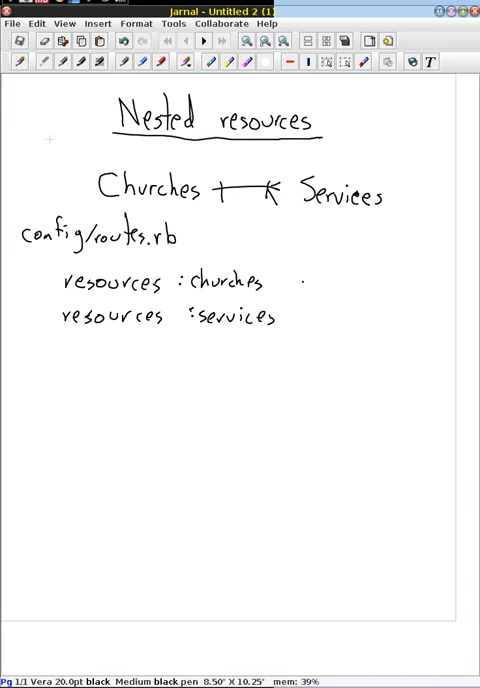 Jarnal - Untitled 2 (1)
File Edit View Insert Format Tools Collaborate Help
T
Nested resources
Churches Services
config/routes.rb
resources :churches
resources :services
Pg 1/1 Vera 20.0pt black Medium black pen 8.50" X 10.25" mem: 39%